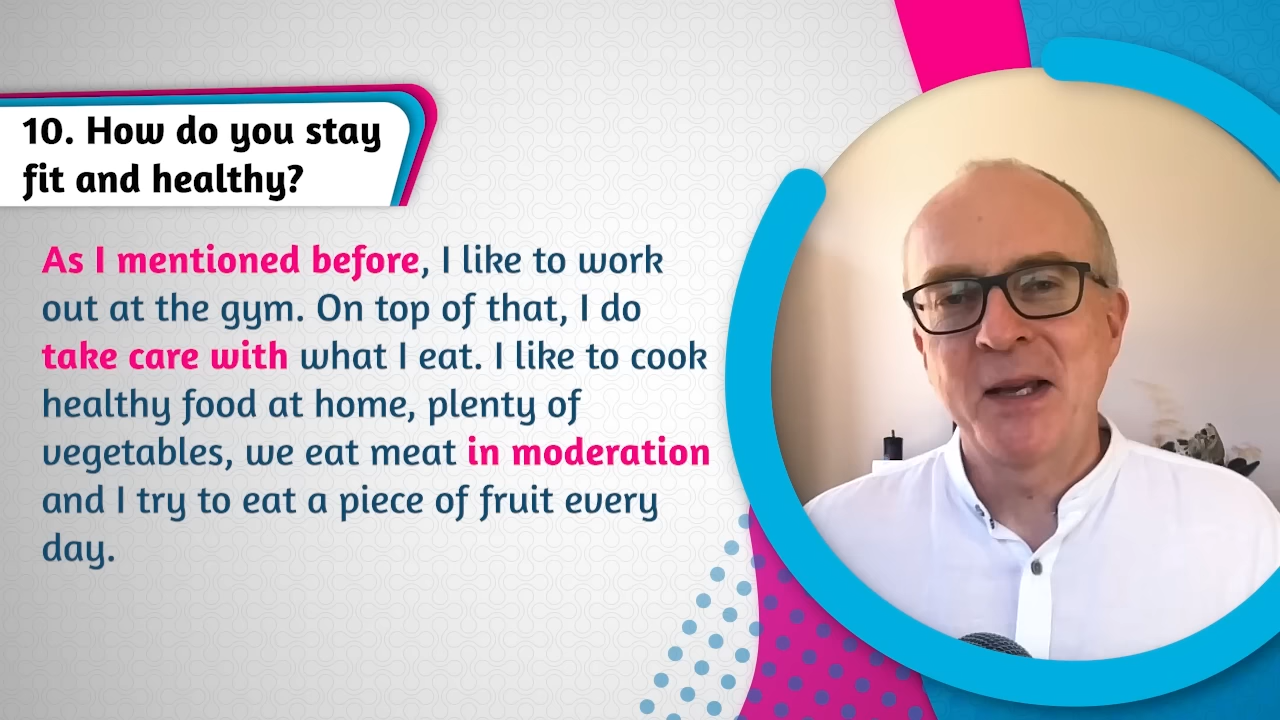 10. How do you stay
fit and healthy?
As I mentioned before, I like to work
out at the gym. On top of that, I do
take care with what I eat. I like to cook
healthy food at home, plenty of
vegetables, we eat meat in moderation
and I try to eat a piece of fruit every
day.